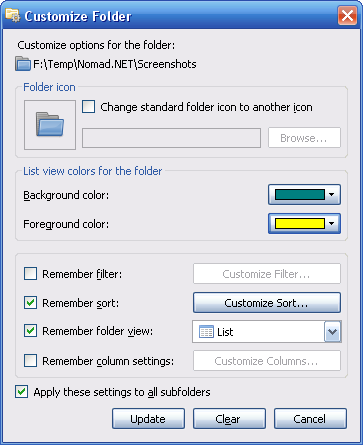 Customize Folder
Customize options for the folder:
F:\Temp\Nomad.NET\Screenshots
Folder icon
Change standard folder icon to another icon
Browse...
List view colors for the folder
Background color:
Foreground color:
Remember filter:
Customize Filter...
Remember sort:
Customize Sort...
Remember folder view:
List
Remember column settings:
Customize Columns...
Apply these settings to all subfolders
Update
Clear
Cancel